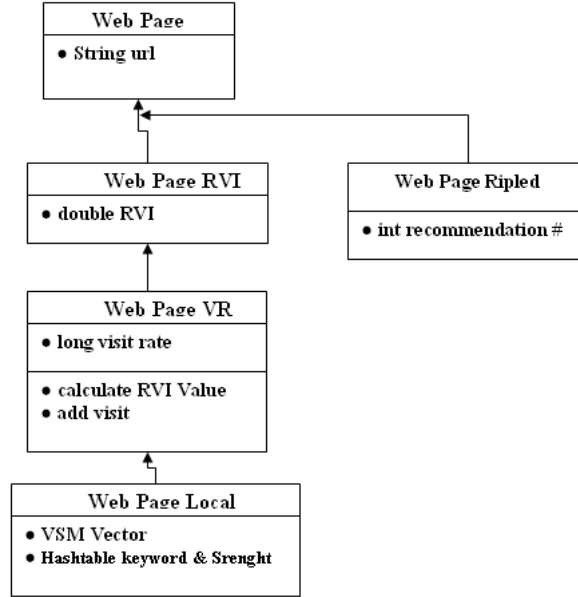 Web Page
● String url
Web Page RVI
● double RVI
Web Page Ripled
● int recommendation #
Web Page VR
● long visit rate
● calculate RVI Value
● add visit
Web Page Local
● VSM Vector
● Hashtable keyword & Srenght